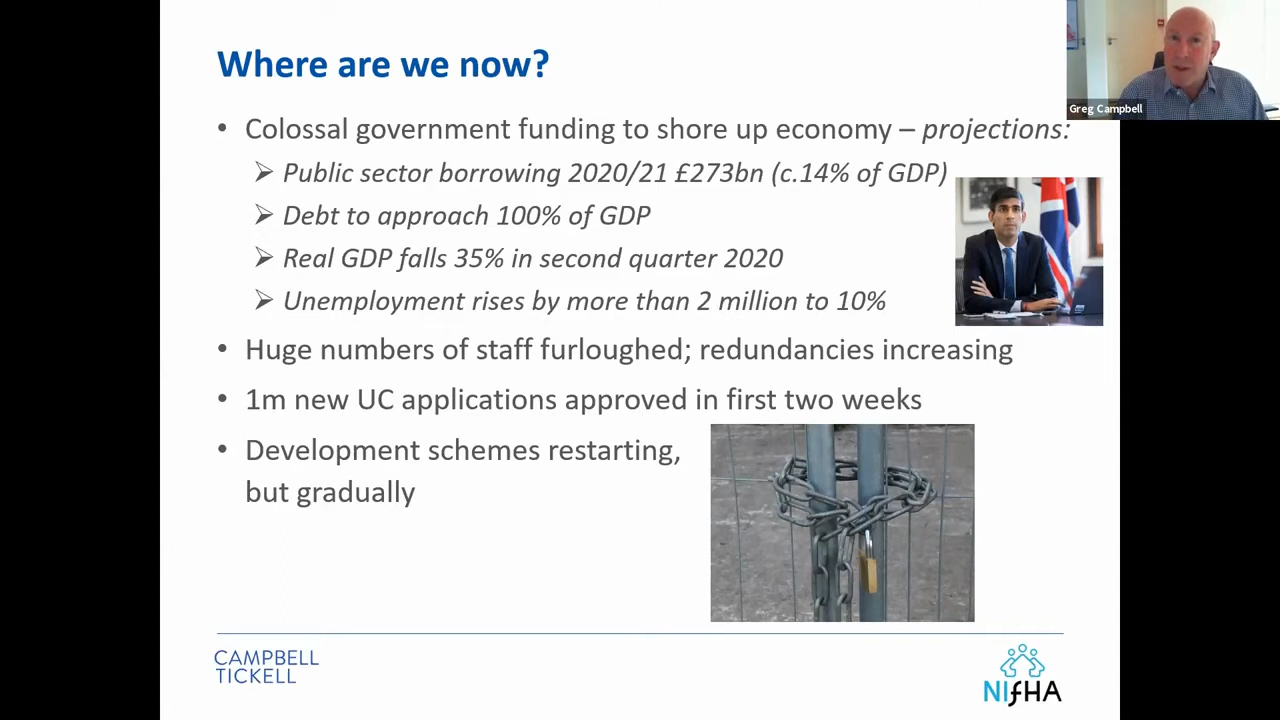 Where are we now?
Greg Campbell
• Colossal government funding to shore up economy – projections:
➢ Public sector borrowing 2020/21 £273bn (c.14% of GDP)
➢ Debt to approach 100% of GDP
➢ Real GDP falls 35% in second quarter 2020
➢ Unemployment rises by more than 2 million to 10%
• Huge numbers of staff furloughed; redundancies increasing
• 1m new UC applications approved in first two weeks
• Development schemes restarting,
but gradually
CAMPBELL
TICKELL
NIfHA